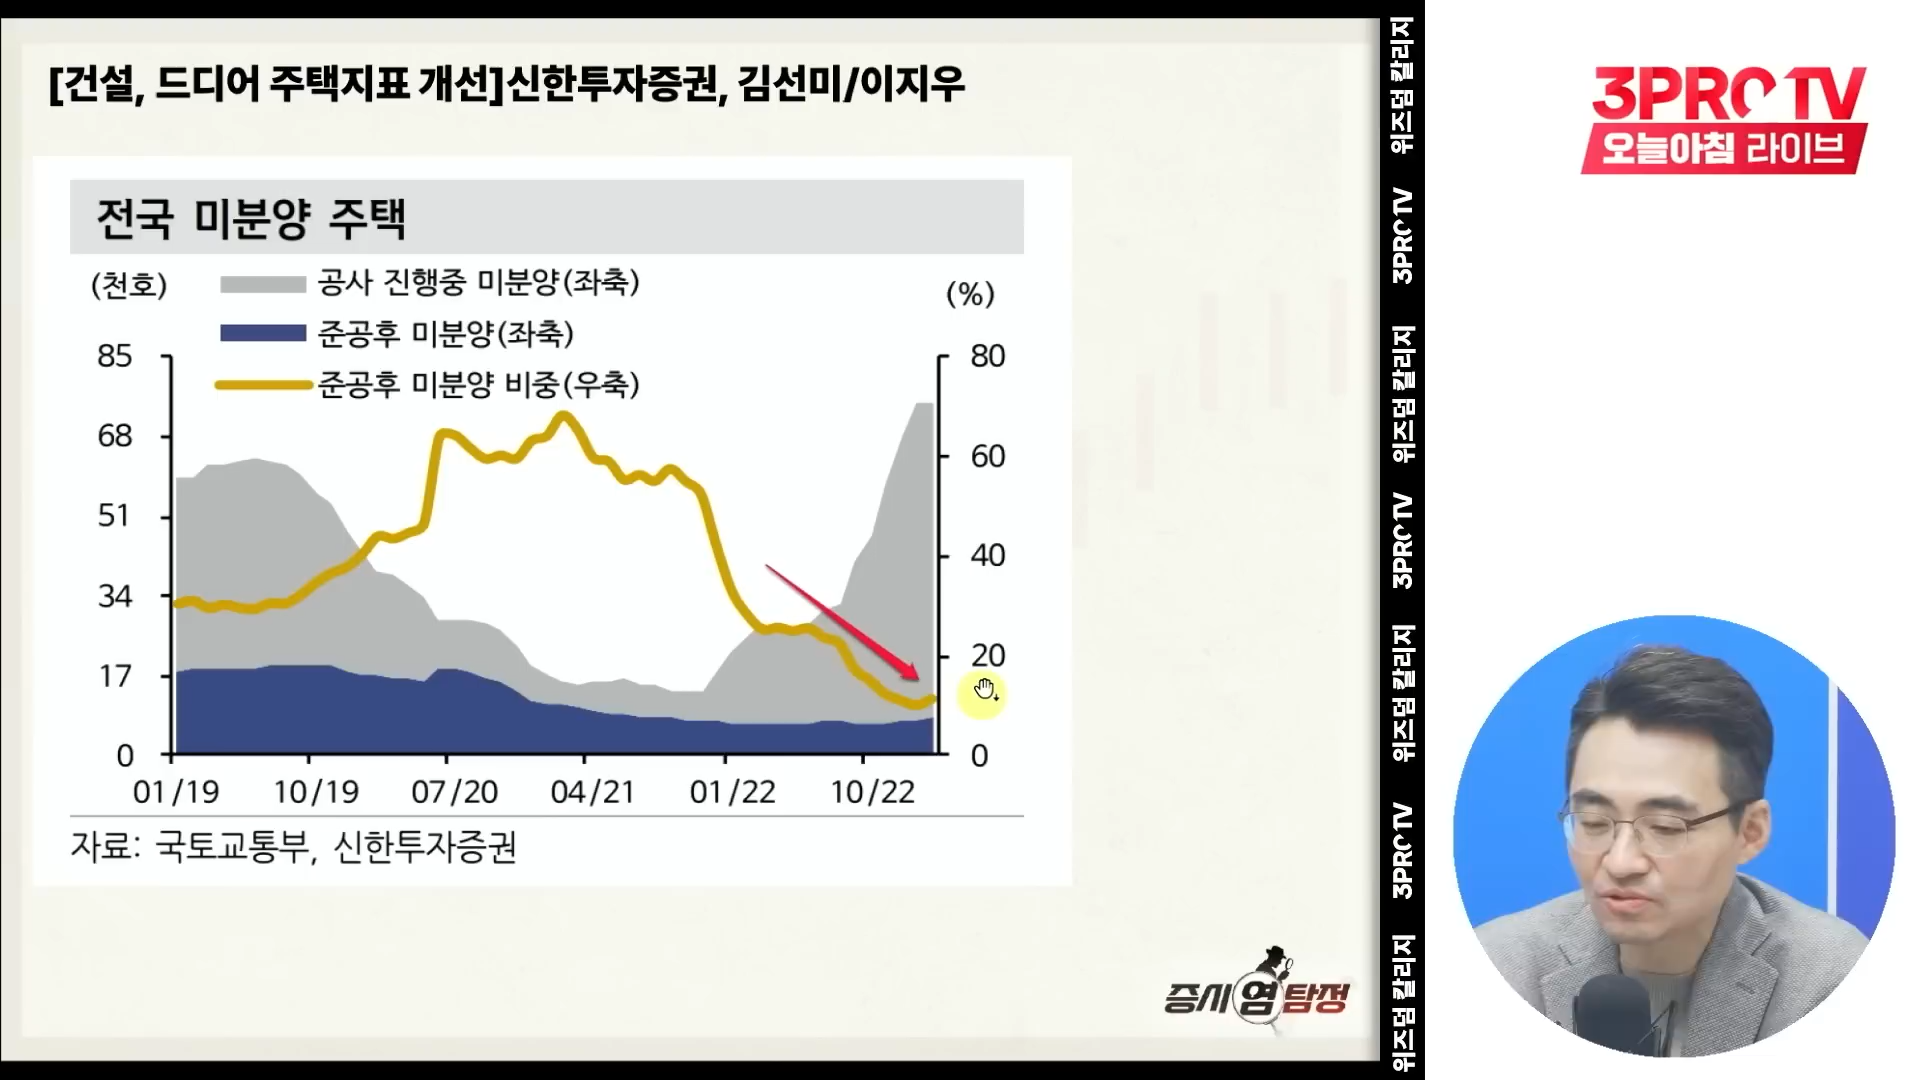 [건설, 드디어 주택지표 개선]신한투자증권, 김선미/이지우
전국 미분양 주택
(천호)
공사 진행중 미분양(좌축)
(%)
준공후 미분양(좌축)
준공후 미분양 비중(우축)
85
68
51
34
17
0
80
60
40
20
0
01/19 10/19 07/20 04/21 01/22 10/22
자료: 국토교통부, 신한투자증권
증시 염 탐정
위즈덤 칼리지
3PROTV
위즈덤 칼리지
3PROTV
위즈덤 칼리지
3PROTV
위즈덤 칼리지
3PROTV
오늘아침 라이브